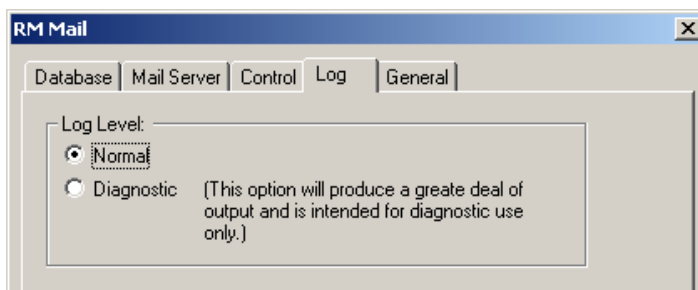 RM Mail
Database Mail Server Control Log General
Log Level:
Normal
Diagnostic (This option will produce a greate deal of
output and is intended for diagnostic use
only.)